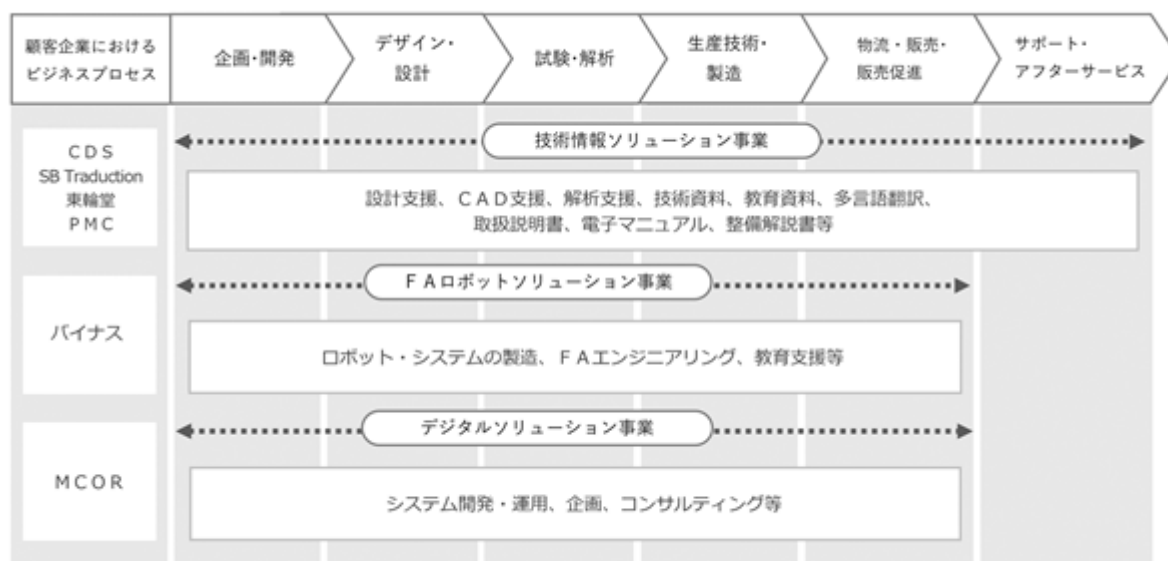 顧客企業における
ビジネスプロセス
企画・開発
デザイン・
設計
試験・解析
生産技術・
製造
物流・販売・
販売促進
サポート・
アフターサービス
ＣＤＳ
SB Traduction
東輪堂
ＰＭＣ
技術情報ソリューション事業
設計支援、ＣＡＤ支援、解析支援、技術資料、教育資料、多言語翻訳、
取扱説明書、電子マニュアル、整備解説書等
バイナス
ＦＡロボットソリューション事業
ロボット・システムの製造、ＦＡエンジニアリング、教育支援等
ＭＣＯＲ
デジタルソリューション事業
システム開発・運用、企画、コンサルティング等